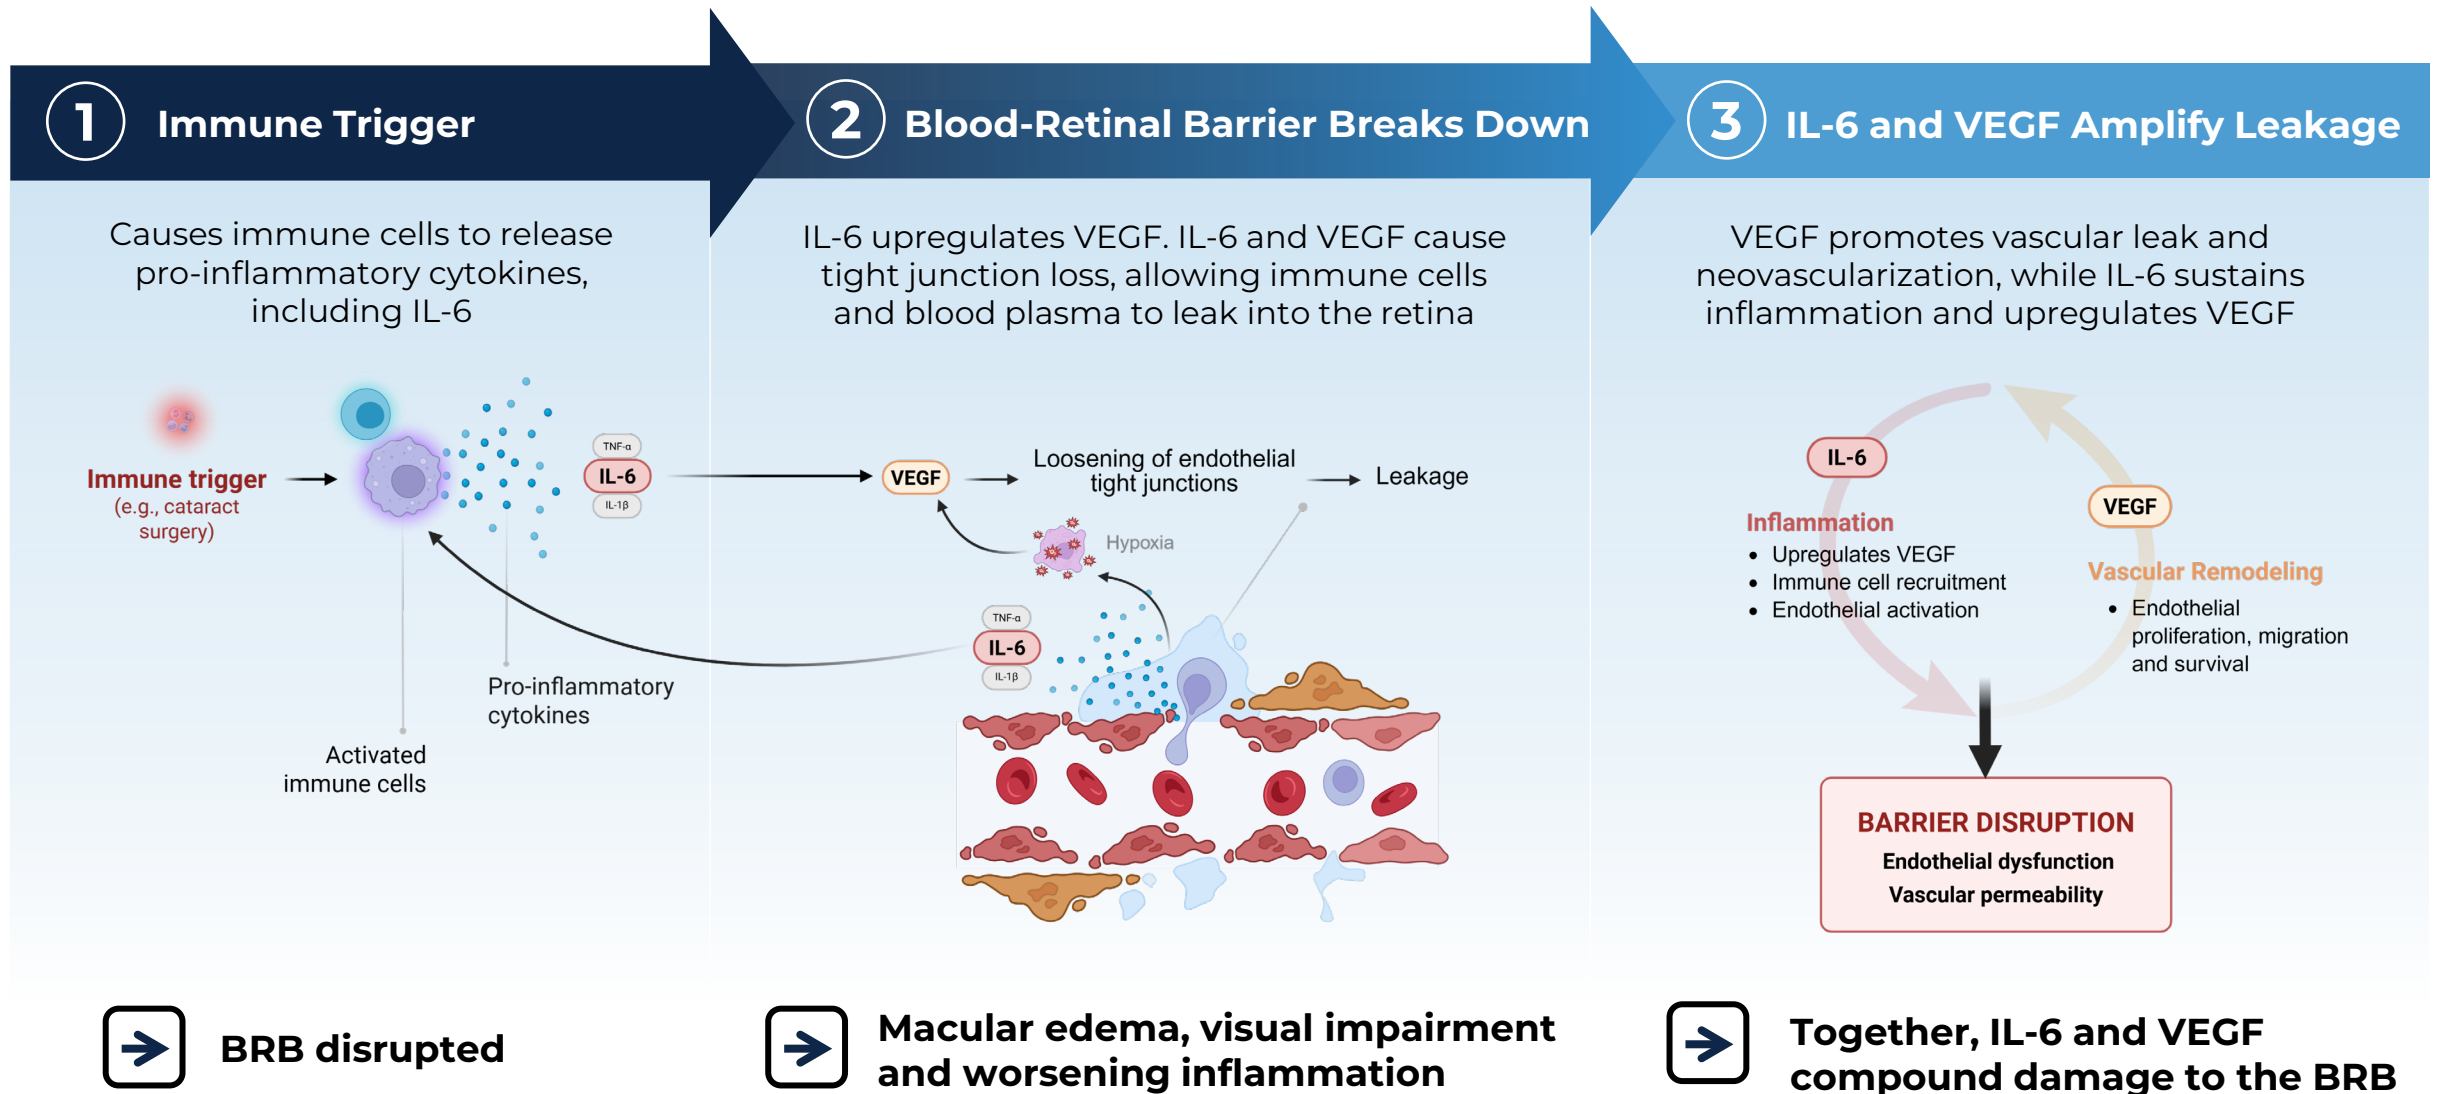 1 Immune Trigger
Causes immune cells to release
pro-inflammatory cytokines,
including IL-6
Immune trigger
(e.g., cataract
surgery)
TNF-α
IL-6
IL-1β
Pro-inflammatory
cytokines
Activated
immune cells
BRB disrupted
2 Blood-Retinal Barrier Breaks Down
IL-6 upregulates VEGF. IL-6 and VEGF cause
tight junction loss, allowing immune cells
and blood plasma to leak into the retina
VEGF
Loosening of endothelial
tight junctions
Leakage
Hypoxia
TNF-α
IL-6
IL-1β
Macular edema, visual impairment
and worsening inflammation
3 IL-6 and VEGF Amplify Leakage
VEGF promotes vascular leak and
neovascularization, while IL-6 sustains
inflammation and upregulates VEGF
IL-6
Inflammation
• Upregulates VEGF
• Immune cell recruitment
• Endothelial activation
VEGF
Vascular Remodeling
• Endothelial
proliferation, migration
and survival
BARRIER DISRUPTION
Endothelial dysfunction
Vascular permeability
Together, IL-6 and VEGF
compound damage to the BRB